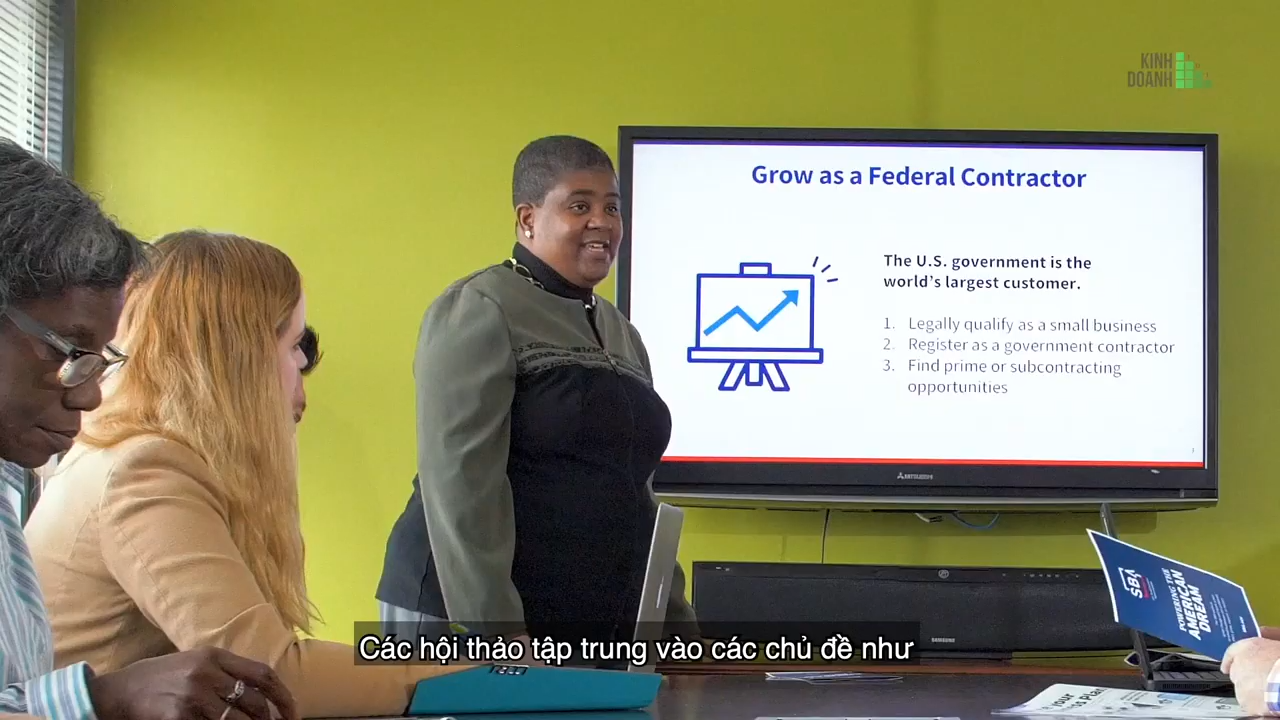 KINH
DOANH
Grow as a Federal Contractor
The U.S. government is the
world's largest customer.
1. Legally qualify as a small business
2. Register as a government contractor
3. Find prime or subcontracting
opportunities
MITSUBISHI
SAMSUNG
SBA
POWERING THE
AMERICAN
DREAM
Các hội thảo tập trung vào các chủ đề như